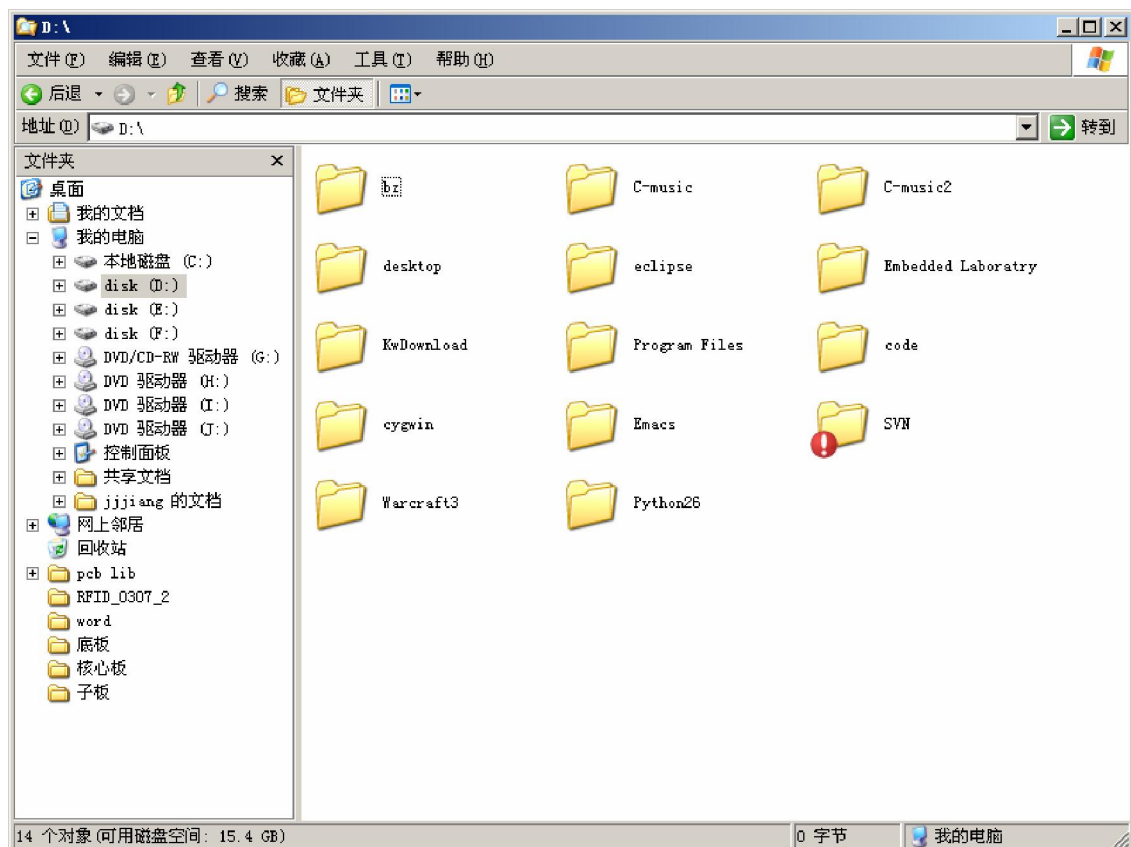 D:\
文件(F) 编辑(E) 查看(V) 收藏(A) 工具(T) 帮助(H)
后退 搜索 文件夹
地址(D) D:\ 转到
文件夹
桌面
我的文档
我的电脑
本地磁盘 (C:)
disk (D:)
disk (E:)
disk (F:)
DVD/CD-RW 驱动器 (G:)
DVD 驱动器 (H:)
DVD 驱动器 (I:)
DVD 驱动器 (J:)
控制面板
共享文档
jjjiang 的文档
网上邻居
回收站
pcb lib
RFID_0307_2
word
底板
核心板
子板
bz C-music C-music2
desktop eclipse Embedded Laboratry
KwDownload Program Files code
cygwin Emacs SVN
Warcraft3 Python26
14 个对象(可用磁盘空间: 15.4 GB) 0 字节 我的电脑